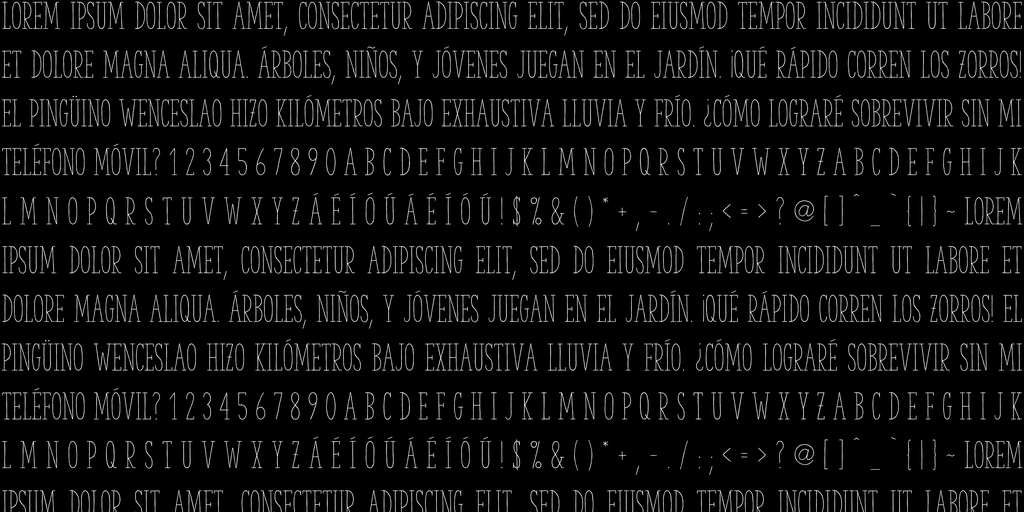 LOREM IPSUM DOLOR SIT AMET, CONSECTETUR ADIPISCING ELIT, SED DO EIUSMOD TEMPOR INCIDIDUNT UT LABORE
ET DOLORE MAGNA ALIQUA. ÁRBOLES, NIÑOS, Y JÓVENES JUEGAN EN EL JARDÍN. ¡QUÉ RÁPIDO CORREN LOS ZORROS!
EL PINGÜINO WENCESLAO HIZO KILÓMETROS BAJO EXHAUSTIVA LLUVIA Y FRÍO. ¿CÓMO LOGRARÉ SOBREVIVIR SIN MI
TELÉFONO MÓVIL? 1 2 3 4 5 6 7 8 9 0 A B C D E F G H I J K L M N O P Q R S T U V W X Y Z A B C D E F G H I J K
L M N O P Q R S T U V W X Y Z Á É Í Ó Ú Á É Í Ó Ú ! $ % & ( ) * + , - . / : ; < = > ? @ [ ] ^ _ ` { | } ~ LOREM
IPSUM DOLOR SIT AMET, CONSECTETUR ADIPISCING ELIT, SED DO EIUSMOD TEMPOR INCIDIDUNT UT LABORE ET
DOLORE MAGNA ALIQUA. ÁRBOLES, NIÑOS, Y JÓVENES JUEGAN EN EL JARDÍN. ¡QUÉ RÁPIDO CORREN LOS ZORROS! EL
PINGÜINO WENCESLAO HIZO KILÓMETROS BAJO EXHAUSTIVA LLUVIA Y FRÍO. ¿CÓMO LOGRARÉ SOBREVIVIR SIN MI
TELÉFONO MÓVIL? 1 2 3 4 5 6 7 8 9 0 A B C D E F G H I J K L M N O P Q R S T U V W X Y Z A B C D E F G H I J K
L M N O P Q R S T U V W X Y Z Á É Í Ó Ú Á É Í Ó Ú ! $ % & ( ) * + , - . / : ; < = > ? @ [ ] ^ _ ` { | } ~ LOREM
IPSUM DOLOR SIT AMET, CONSECTETUR ADIPISCING ELIT, SED DO EIUSMOD TEMPOR INCIDIDUNT UT LABORE ET